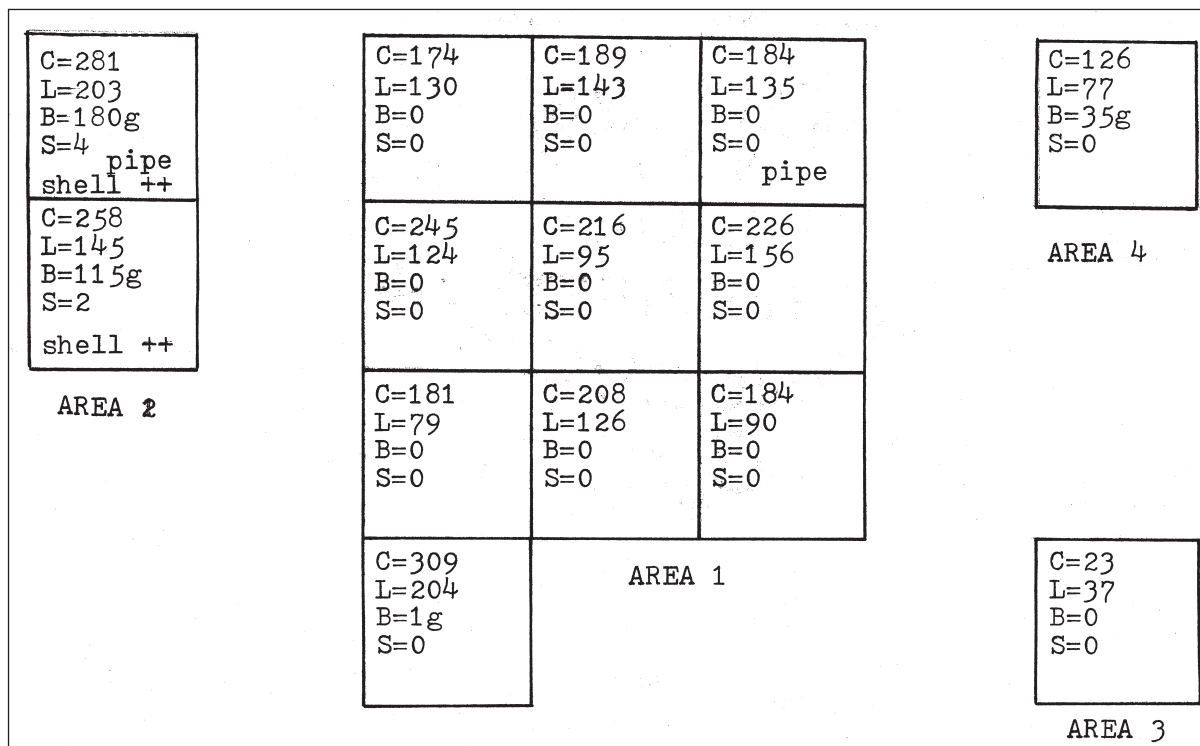 C=281
L=203
B=180g
S=4
pipe
shell ++
C=258
L=145
B=115g
S=2
shell ++
AREA 2
C=174
L=130
B=0
S=0
C=189
L=143
B=0
S=0
C=184
L=135
B=0
S=0
pipe
C=245
L=124
B=0
S=0
C=216
L=95
B=0
S=0
C=226
L=156
B=0
S=0
C=181
L=79
B=0
S=0
C=208
L=126
B=0
S=0
C=184
L=90
B=0
S=0
C=309
L=204
B=1g
S=0
AREA 1
C=126
L=77
B=35g
S=0
AREA 4
C=23
L=37
B=0
S=0
AREA 3